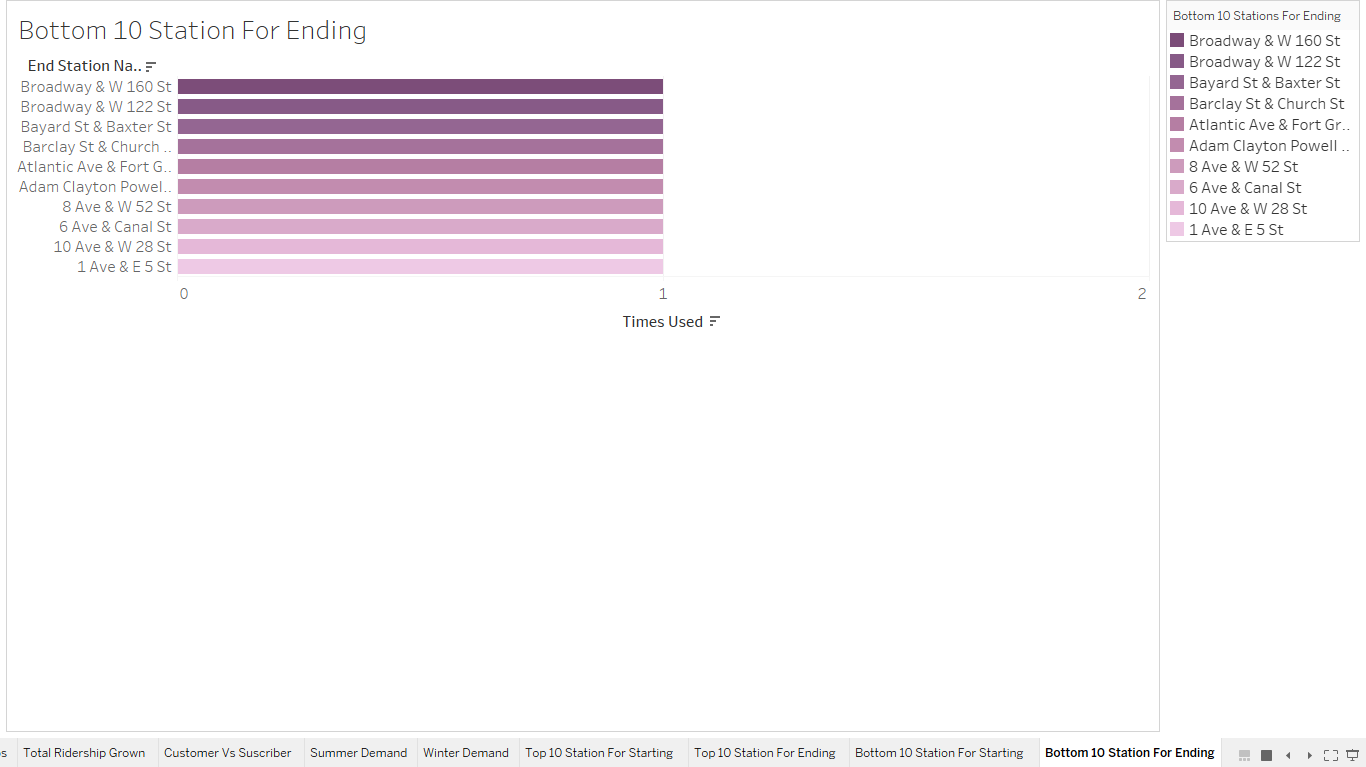 Bottom 10 Station For Ending
End Station Na..
Broadway & W 160 St
Broadway & W 122 St
Bayard St & Baxter St
Barclay St & Church ..
Atlantic Ave & Fort G..
Adam Clayton Powel..
8 Ave & W 52 St
6 Ave & Canal St
10 Ave & W 28 St
1 Ave & E 5 St
0 1 2
Times Used
Bottom 10 Stations For Ending
Broadway & W 160 St
Broadway & W 122 St
Bayard St & Baxter St
Barclay St & Church St
Atlantic Ave & Fort Gr..
Adam Clayton Powell ..
8 Ave & W 52 St
6 Ave & Canal St
10 Ave & W 28 St
1 Ave & E 5 St
s Total Ridership Grown Customer Vs Suscriber Summer Demand Winter Demand Top 10 Station For Starting Top 10 Station For Ending Bottom 10 Station For Starting Bottom 10 Station For Ending